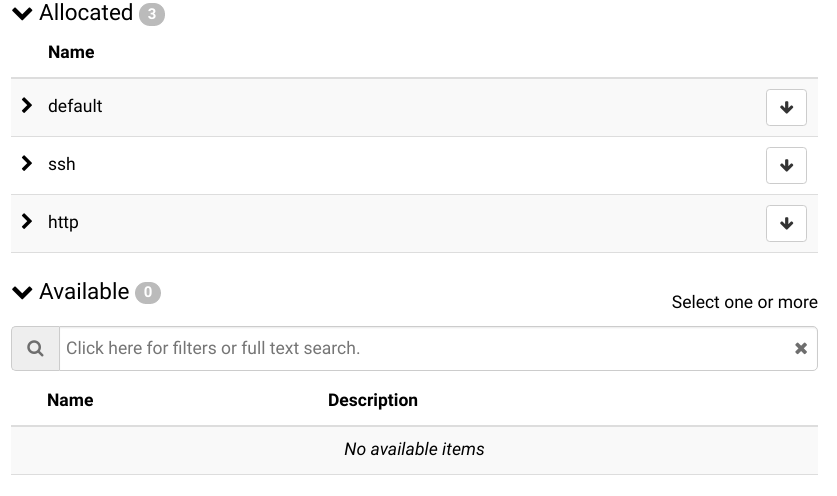 Allocated 3
Name
default
ssh
http
Available 0
Select one or more
Click here for filters or full text search.
Name Description
No available items